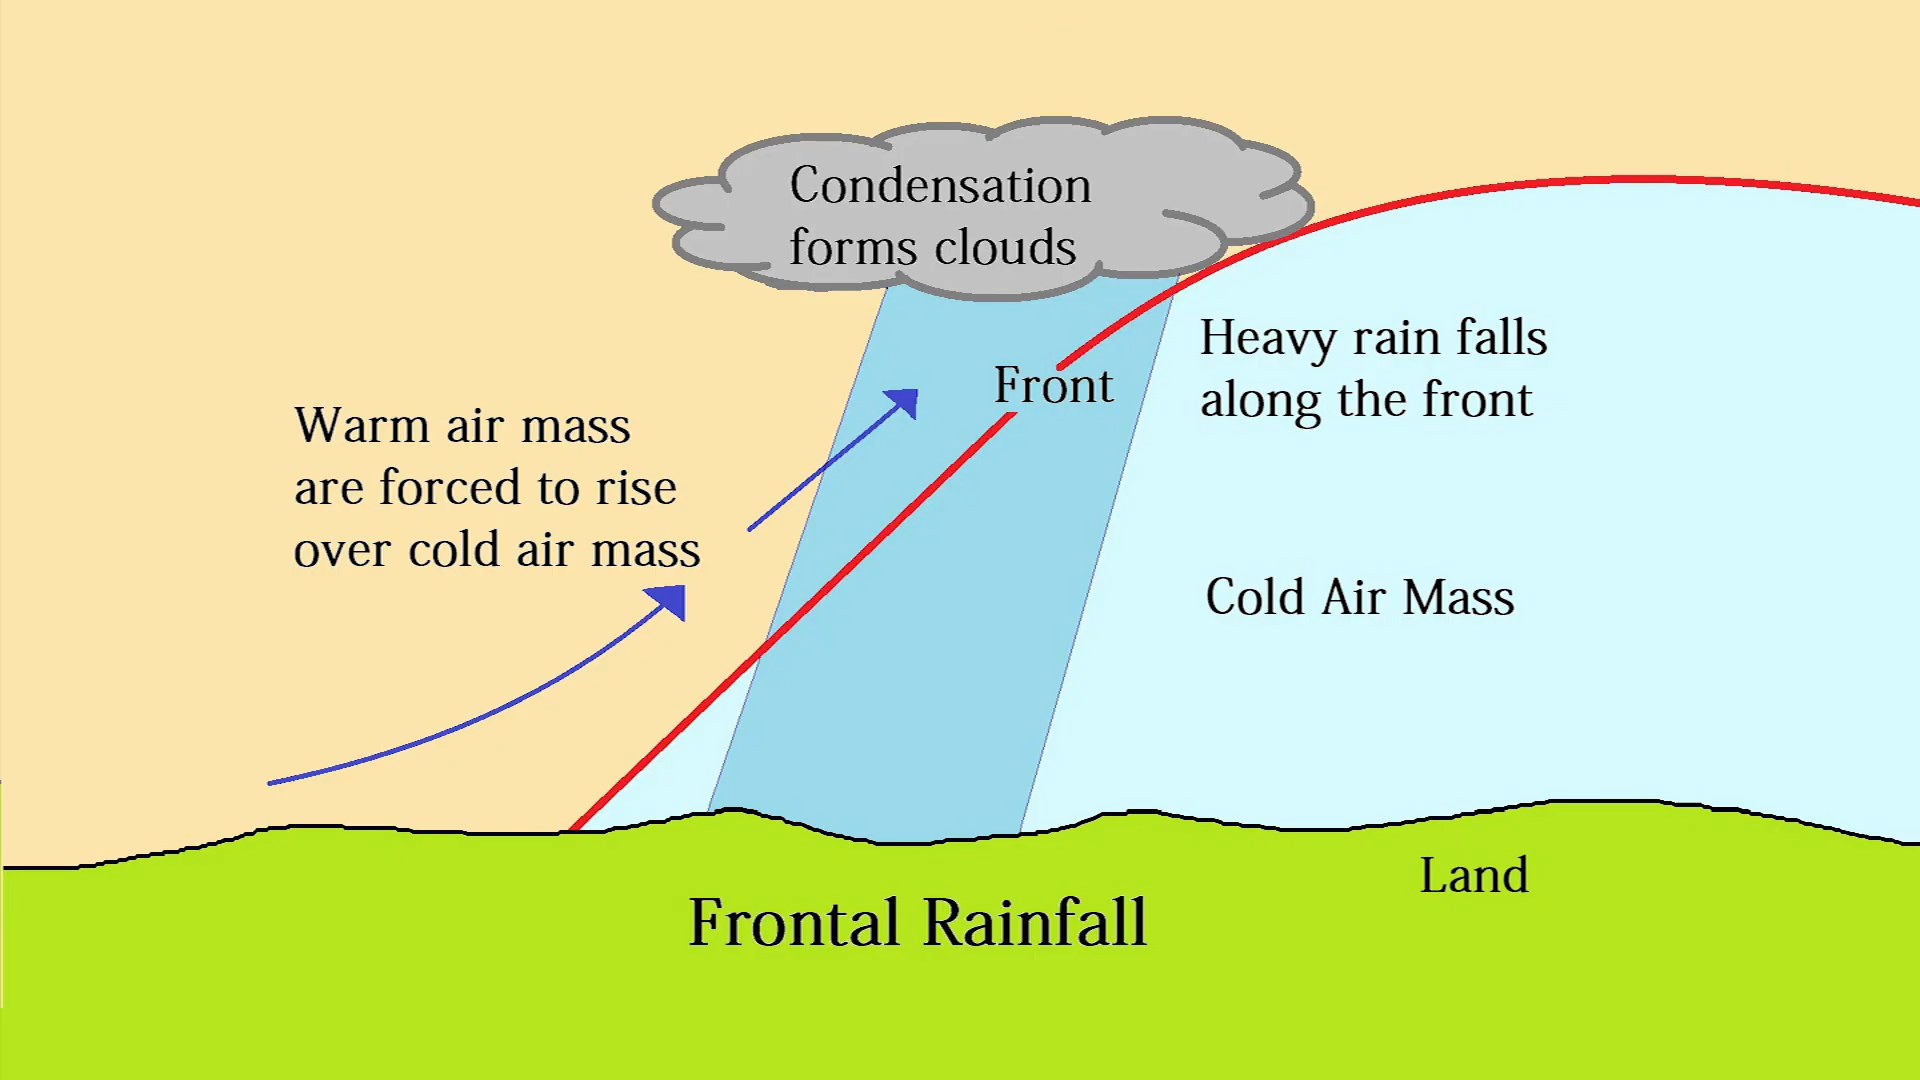 Condensation
forms clouds
Heavy rain falls
along the front
Front
Warm air mass
are forced to rise
over cold air mass
Cold Air Mass
Land
Frontal Rainfall